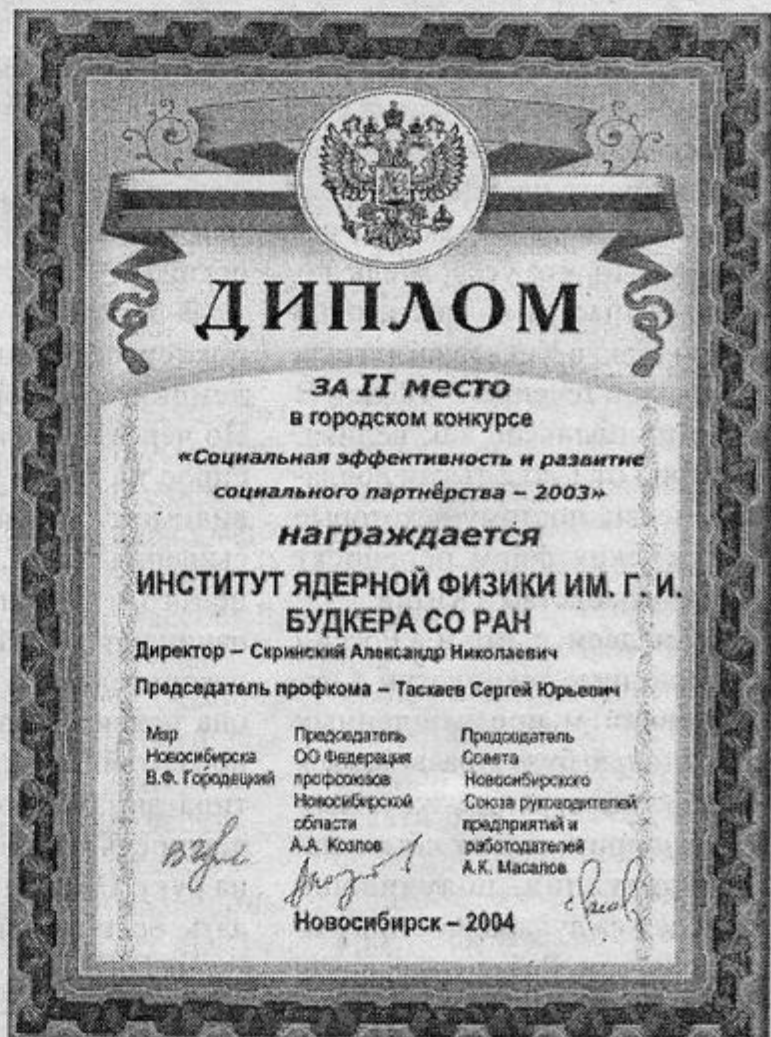 ДИПЛОМ
ЗА II МЕСТО
в городском конкурсе
«Социальная эффективность и развитие
социального партнёрства – 2003»
награждается
ИНСТИТУТ ЯДЕРНОЙ ФИЗИКИ ИМ. Г. И.
БУДКЕРА СО РАН
Директор – Скринский Александр Николаевич
Председатель профкома – Таскаев Сергей Юрьевич
Мэр
Новосибирска
В.Ф. Городецкий
Председатель
ОО Федерация
профсоюзов
Новосибирской
области
А.А. Козлов
Председатель
Совета
Новосибирского
Союза руководителей
предприятий и
работодателей
А.К. Масалов
Новосибирск – 2004